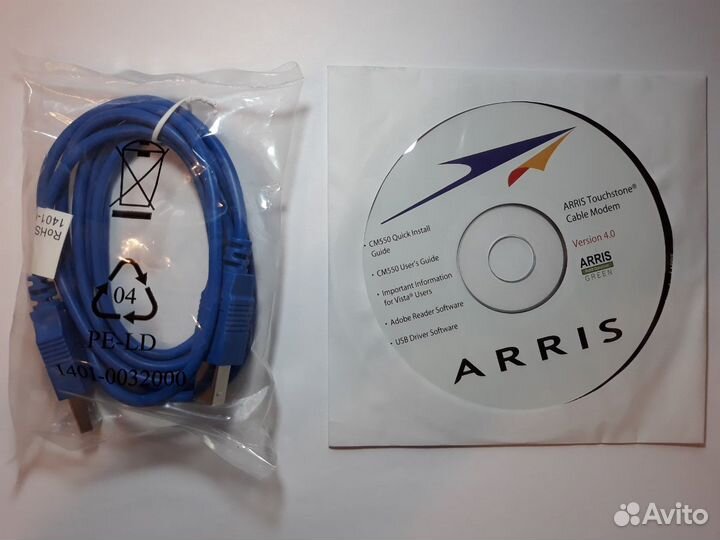 RoHS
1401-
04
PE-LD
1401-0032000
• CM550 Quick Install
Guide
• CM550 User's Guide
• Important Information
for Vista® Users
• Adobe Reader Software
• USB Driver Software
ARRIS Touchstone®
Cable Modem
Version 4.0
ARRIS
GREEN
ARRIS
Avito